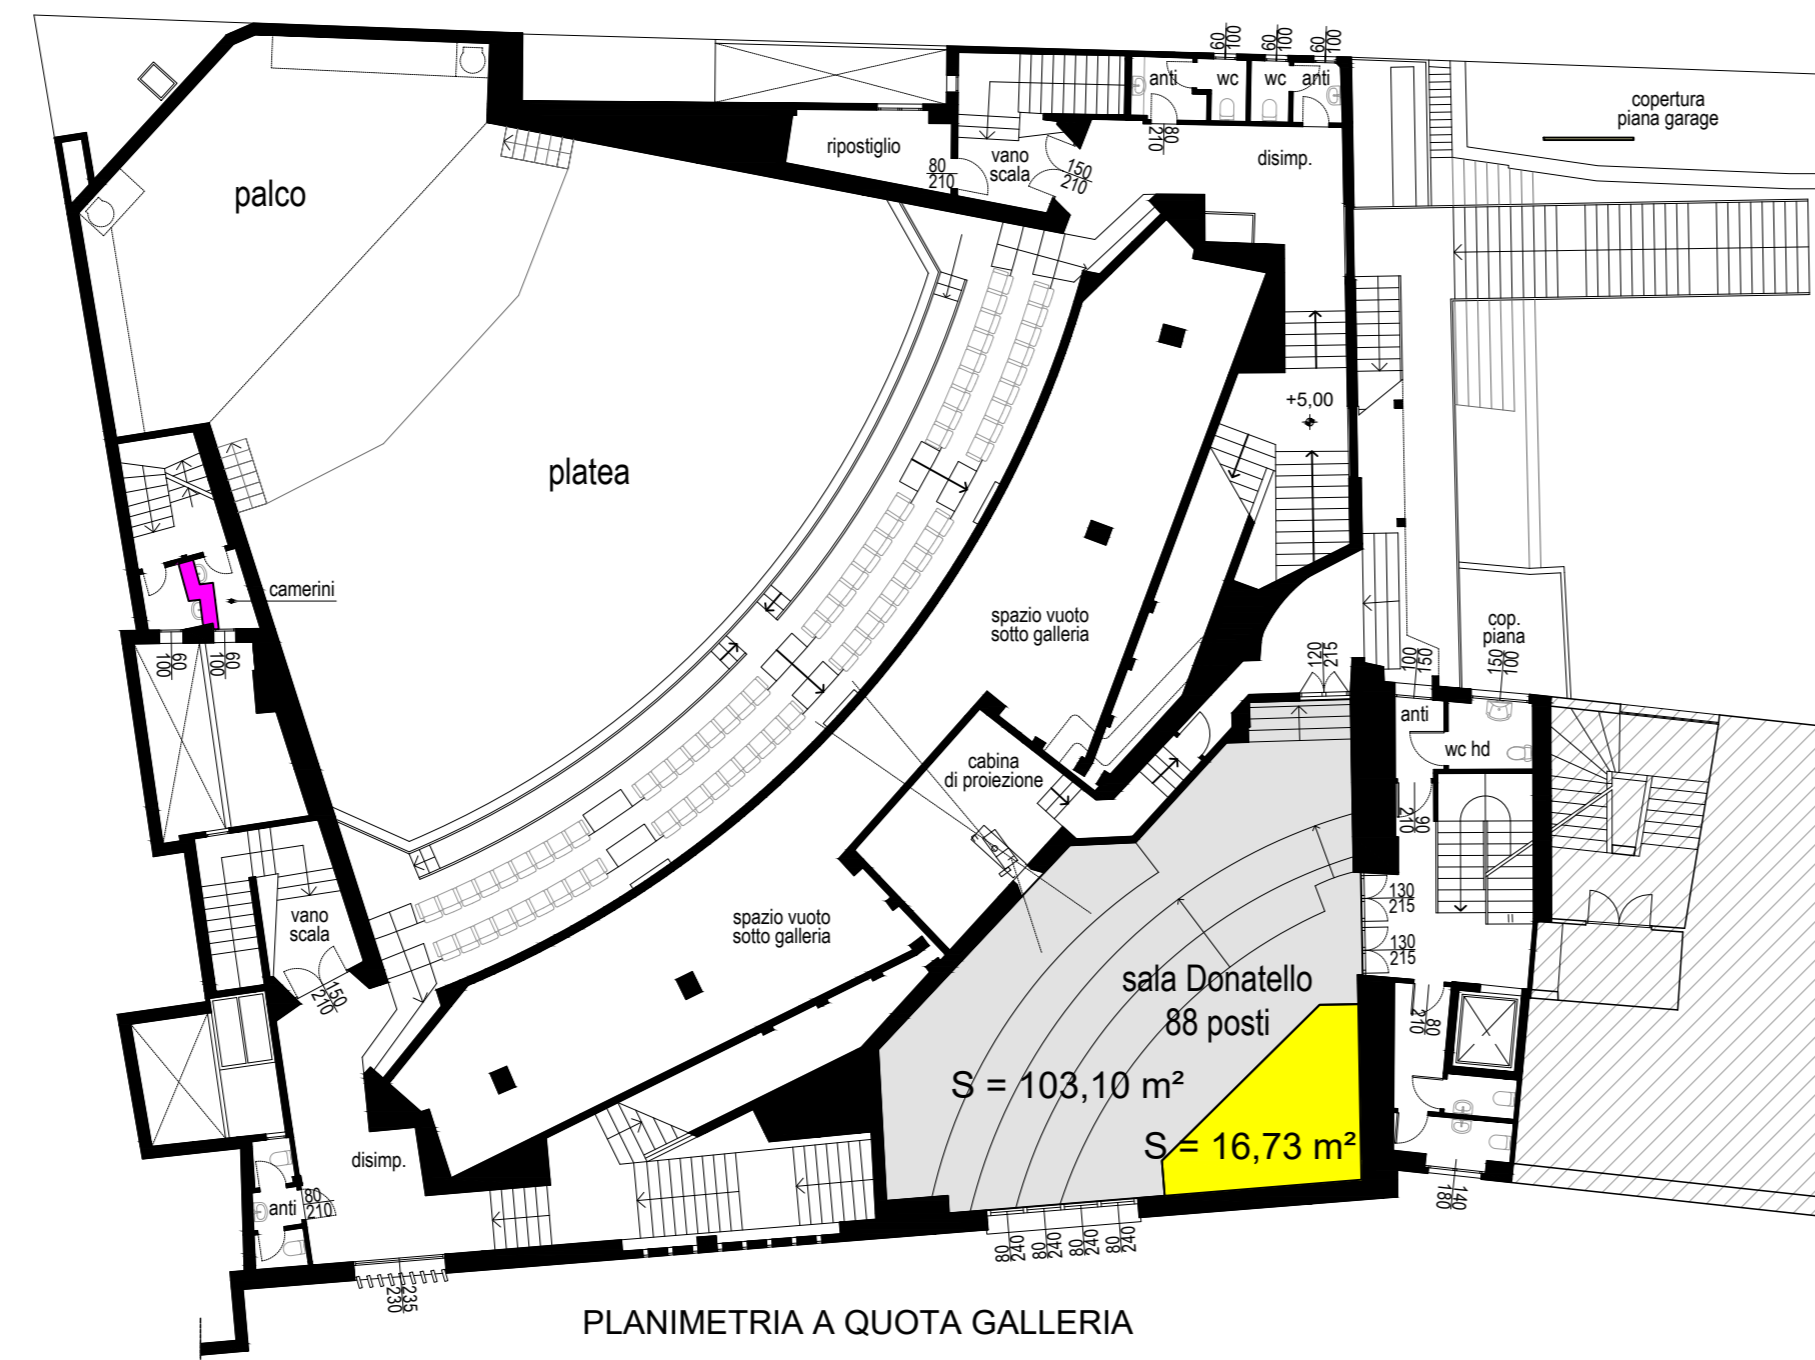 60
100
60
100
60
100
anti
wc
wc
anti
copertura
piana garage
ripostiglio
80
210
vano
scala
150
210
80
210
disimp.
palco
+5,00
platea
camerini
60
100
60
100
spazio vuoto
sotto galleria
cop.
piana
120
215
100
150
150
100
anti
wc hd
cabina
di proiezione
90
210
130
215
130
215
vano
scala
150
210
spazio vuoto
sotto galleria
sala Donatello
88 posti
S = 103,10 m²
S = 16,73 m²
80
210
disimp.
anti
80
210
140
180
80
240
80
240
80
240
80
240
235
230
PLANIMETRIA A QUOTA GALLERIA